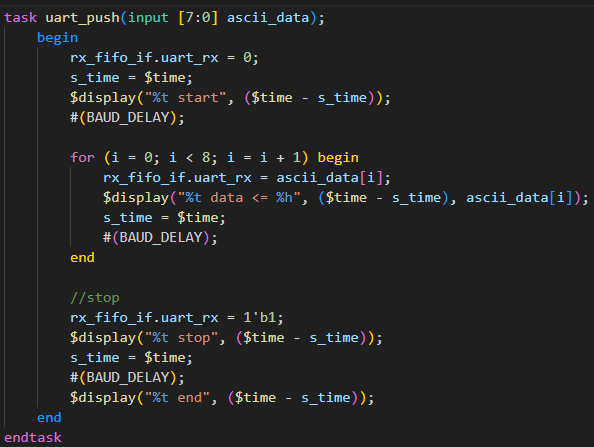 task uart_push(input [7:0] ascii_data);
    begin
        rx_fifo_if.uart_rx = 0;
        s_time = $time;
        $display("%t start", ($time - s_time));
        #(BAUD_DELAY);

        for (i = 0; i < 8; i = i + 1) begin
            rx_fifo_if.uart_rx = ascii_data[i];
            $display("%t data <= %h", ($time - s_time), ascii_data[i]);
            s_time = $time;
            #(BAUD_DELAY);
        end

        //stop
        rx_fifo_if.uart_rx = 1'b1;
        $display("%t stop", ($time - s_time));
        s_time = $time;
        #(BAUD_DELAY);
        $display("%t end", ($time - s_time));
    end
endtask